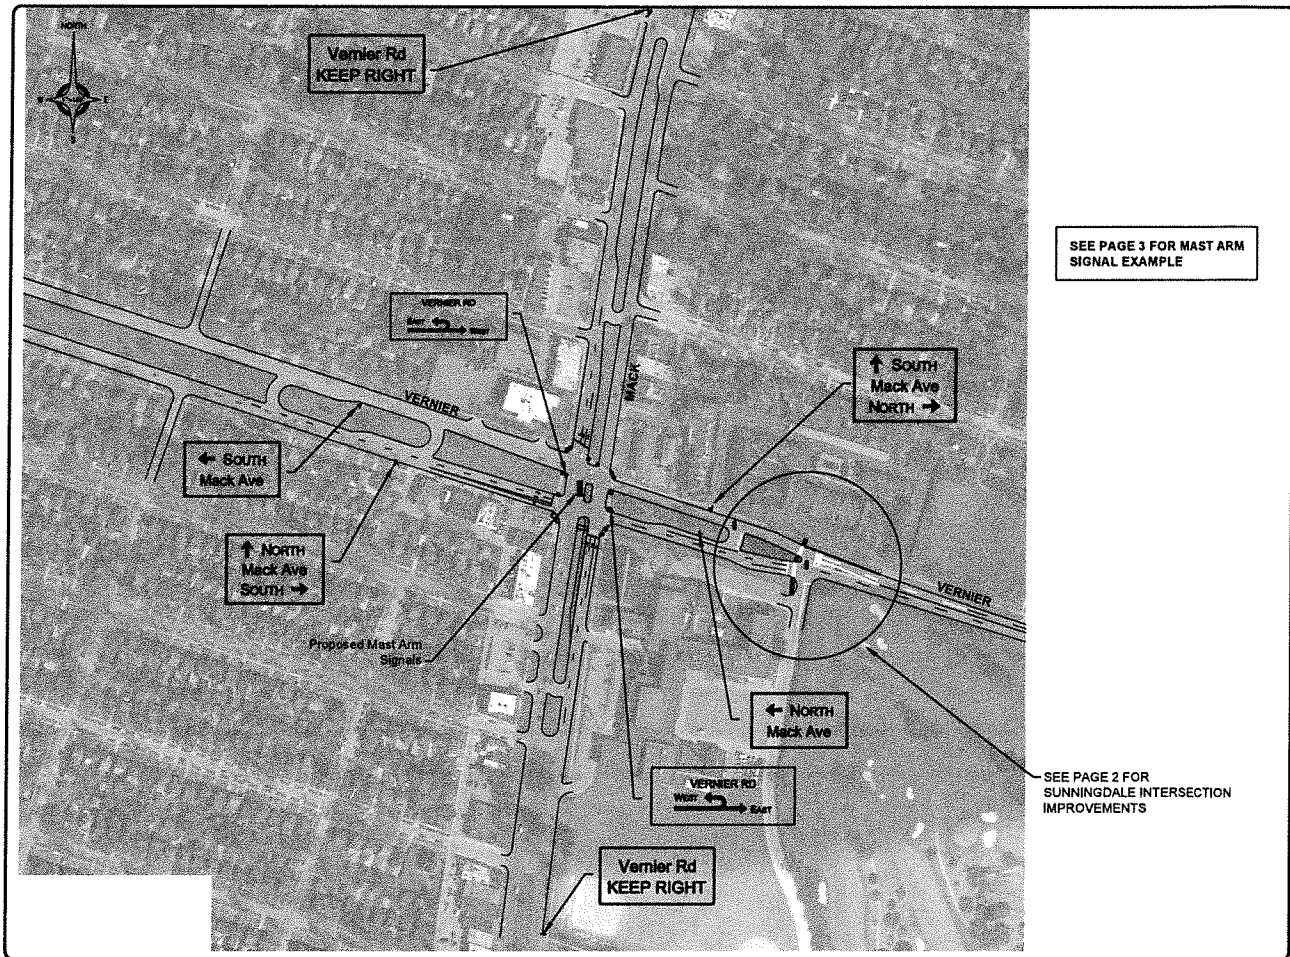 NORTH
Vernier Rd
KEEP RIGHT
SEE PAGE 3 FOR MAST ARM
SIGNAL EXAMPLE
VERNIER RD
EAST
WEST
MACK
↑ SOUTH
Mack Ave
NORTH →
VERNIER
← SOUTH
Mack Ave
↑ NORTH
Mack Ave
SOUTH →
VERNIER
Proposed Mast Arm
Signals
← NORTH
Mack Ave
VERNIER RD
WEST
EAST
SEE PAGE 2 FOR
SUNNINGDALE INTERSECTION
IMPROVEMENTS
Vernier Rd
KEEP RIGHT